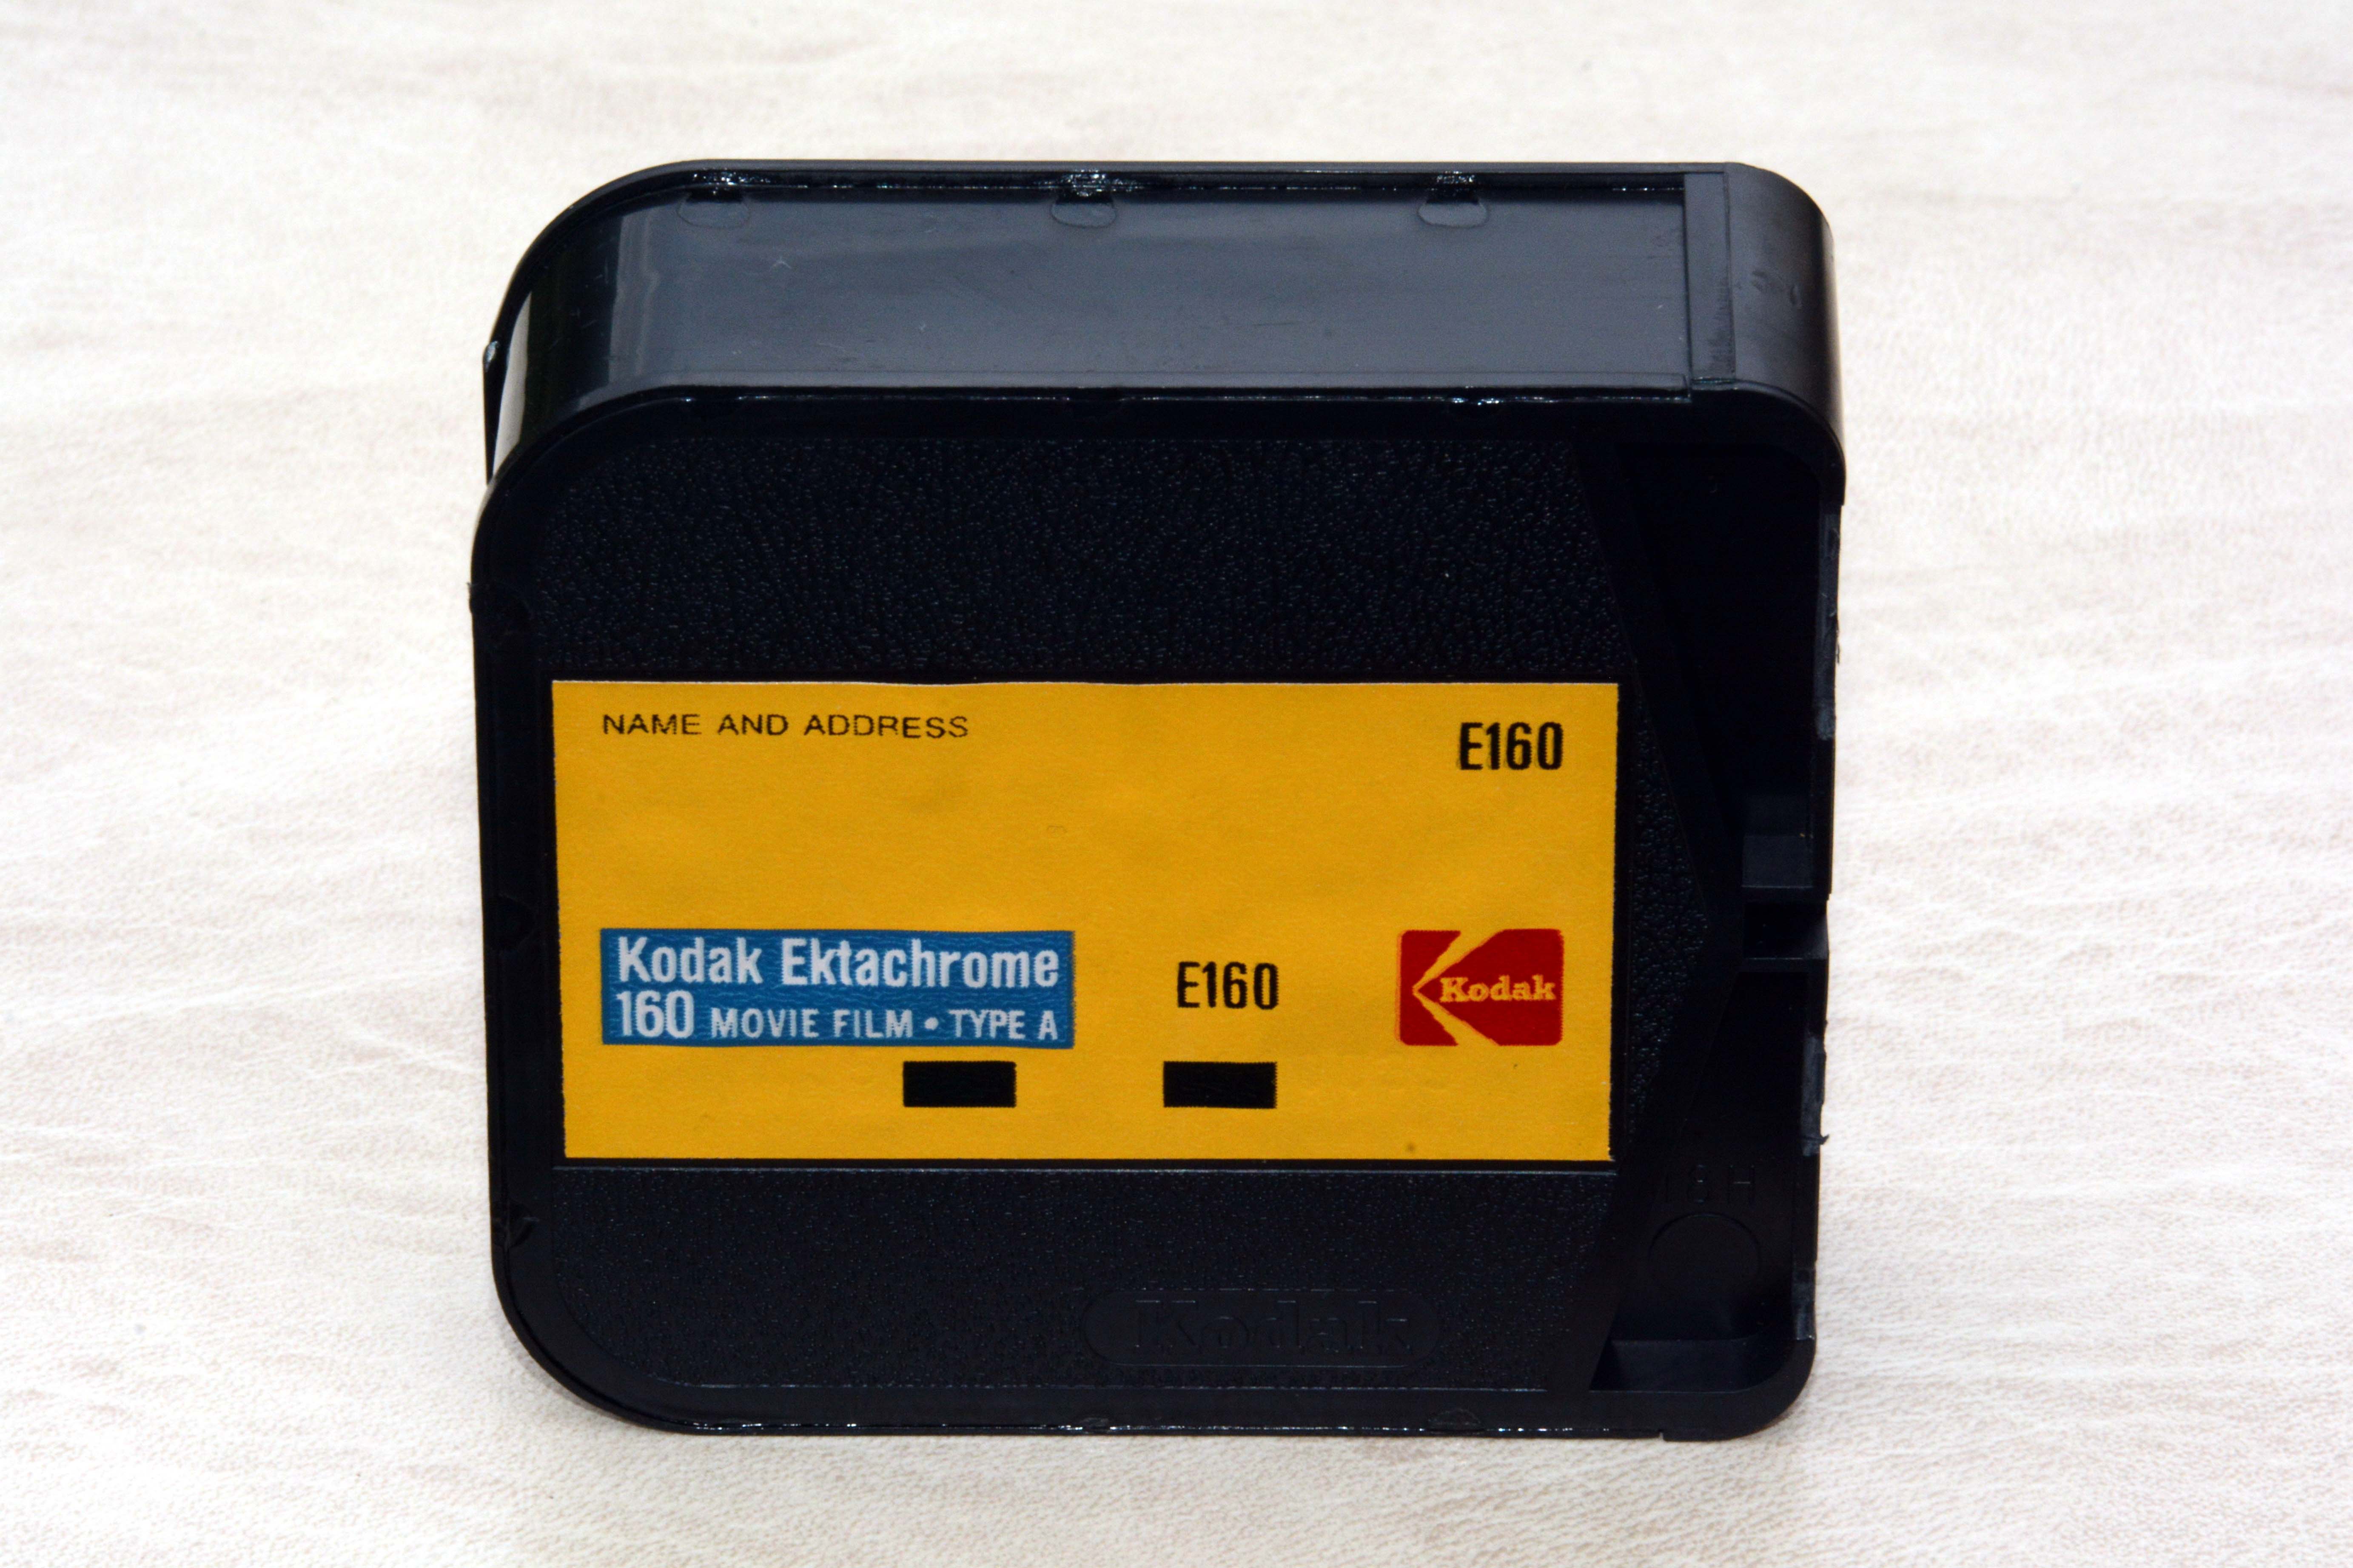 NAME AND ADDRESS
E160
Kodak Ektachrome
160 MOVIE FILM • TYPE A
E160
Kodak
Kodak